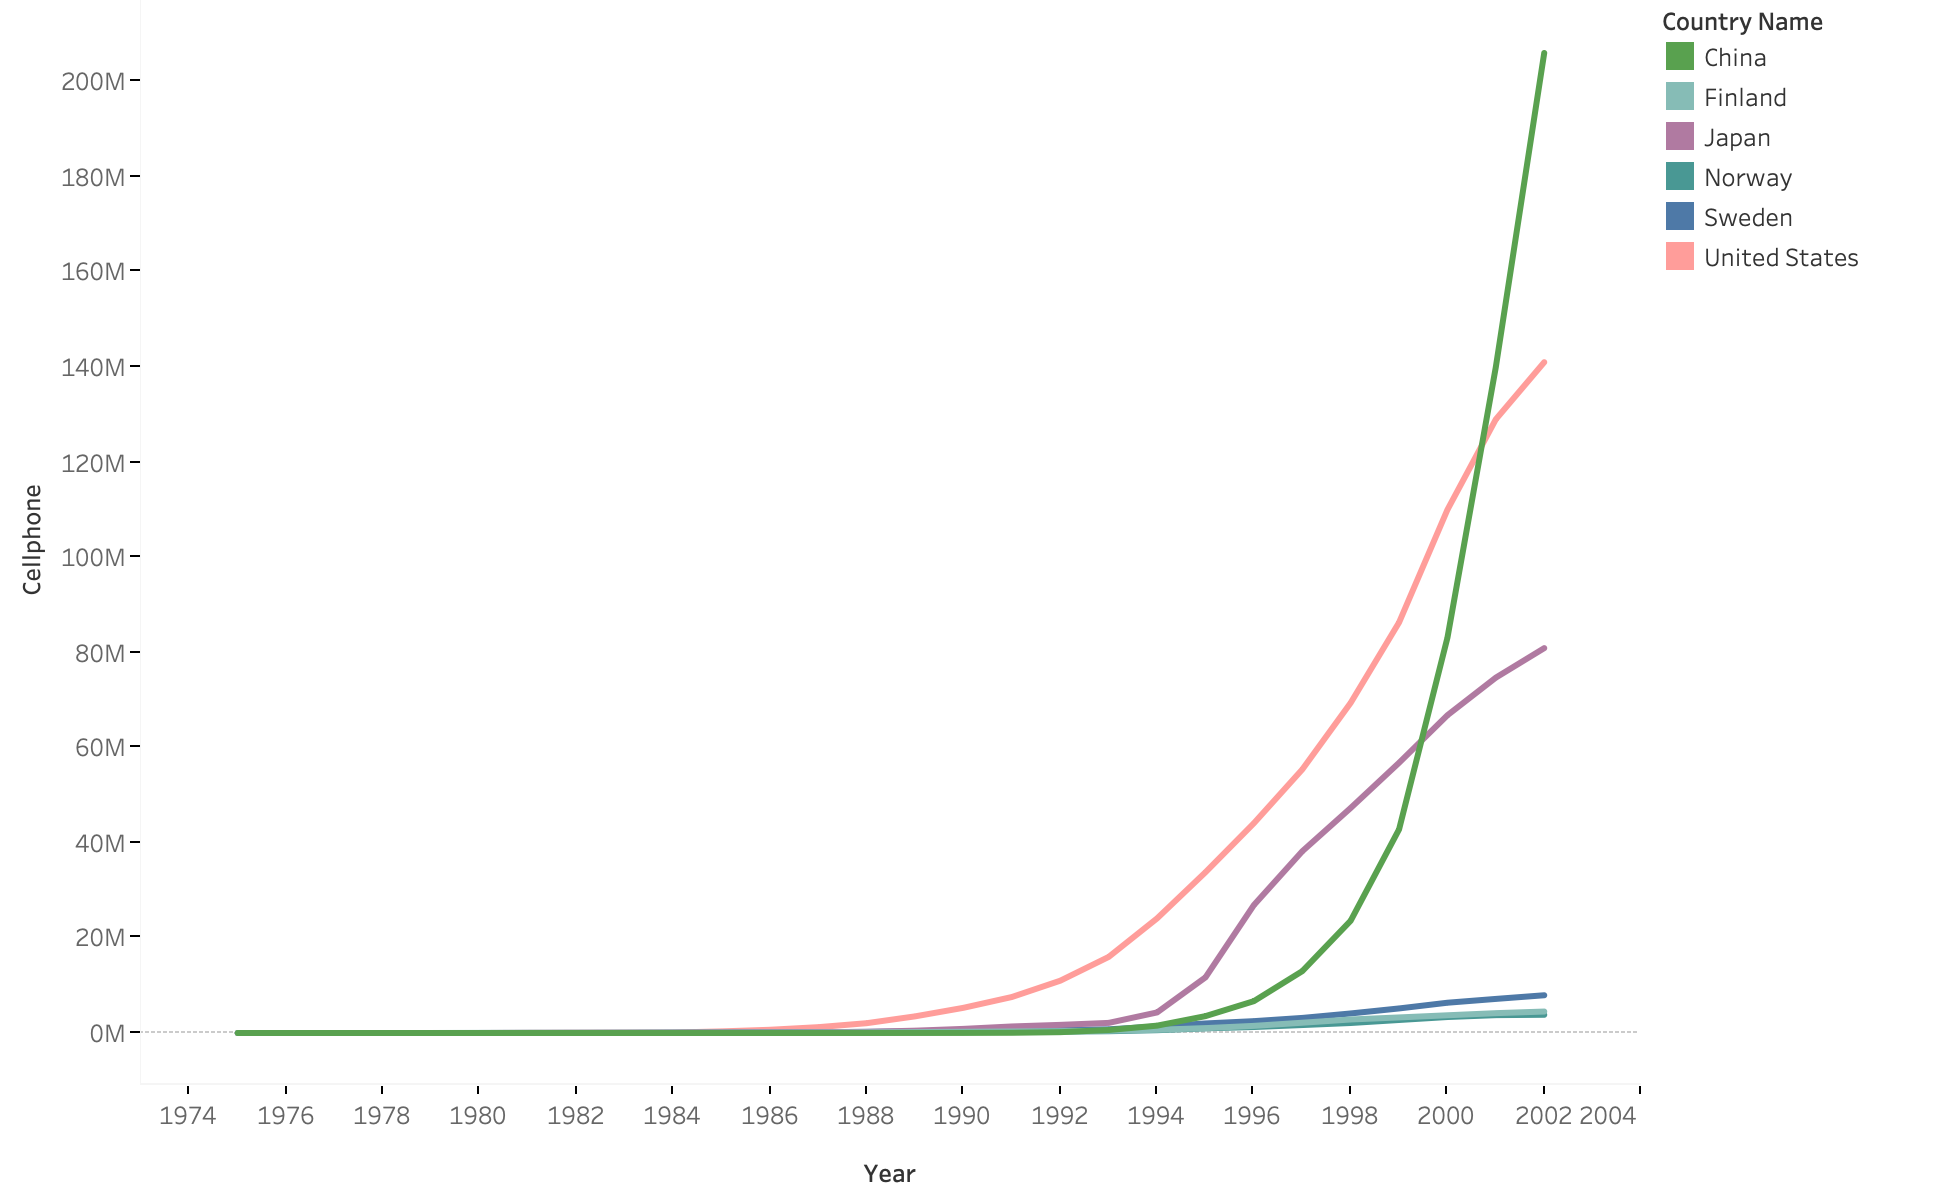 Country Name
China
Finland
Japan
Norway
Sweden
United States
200M
180M
160M
140M
120M
100M
80M
60M
40M
20M
0M
Cellphone
1974 1976 1978 1980 1982 1984 1986 1988 1990 1992 1994 1996 1998 2000 2002 2004
Year